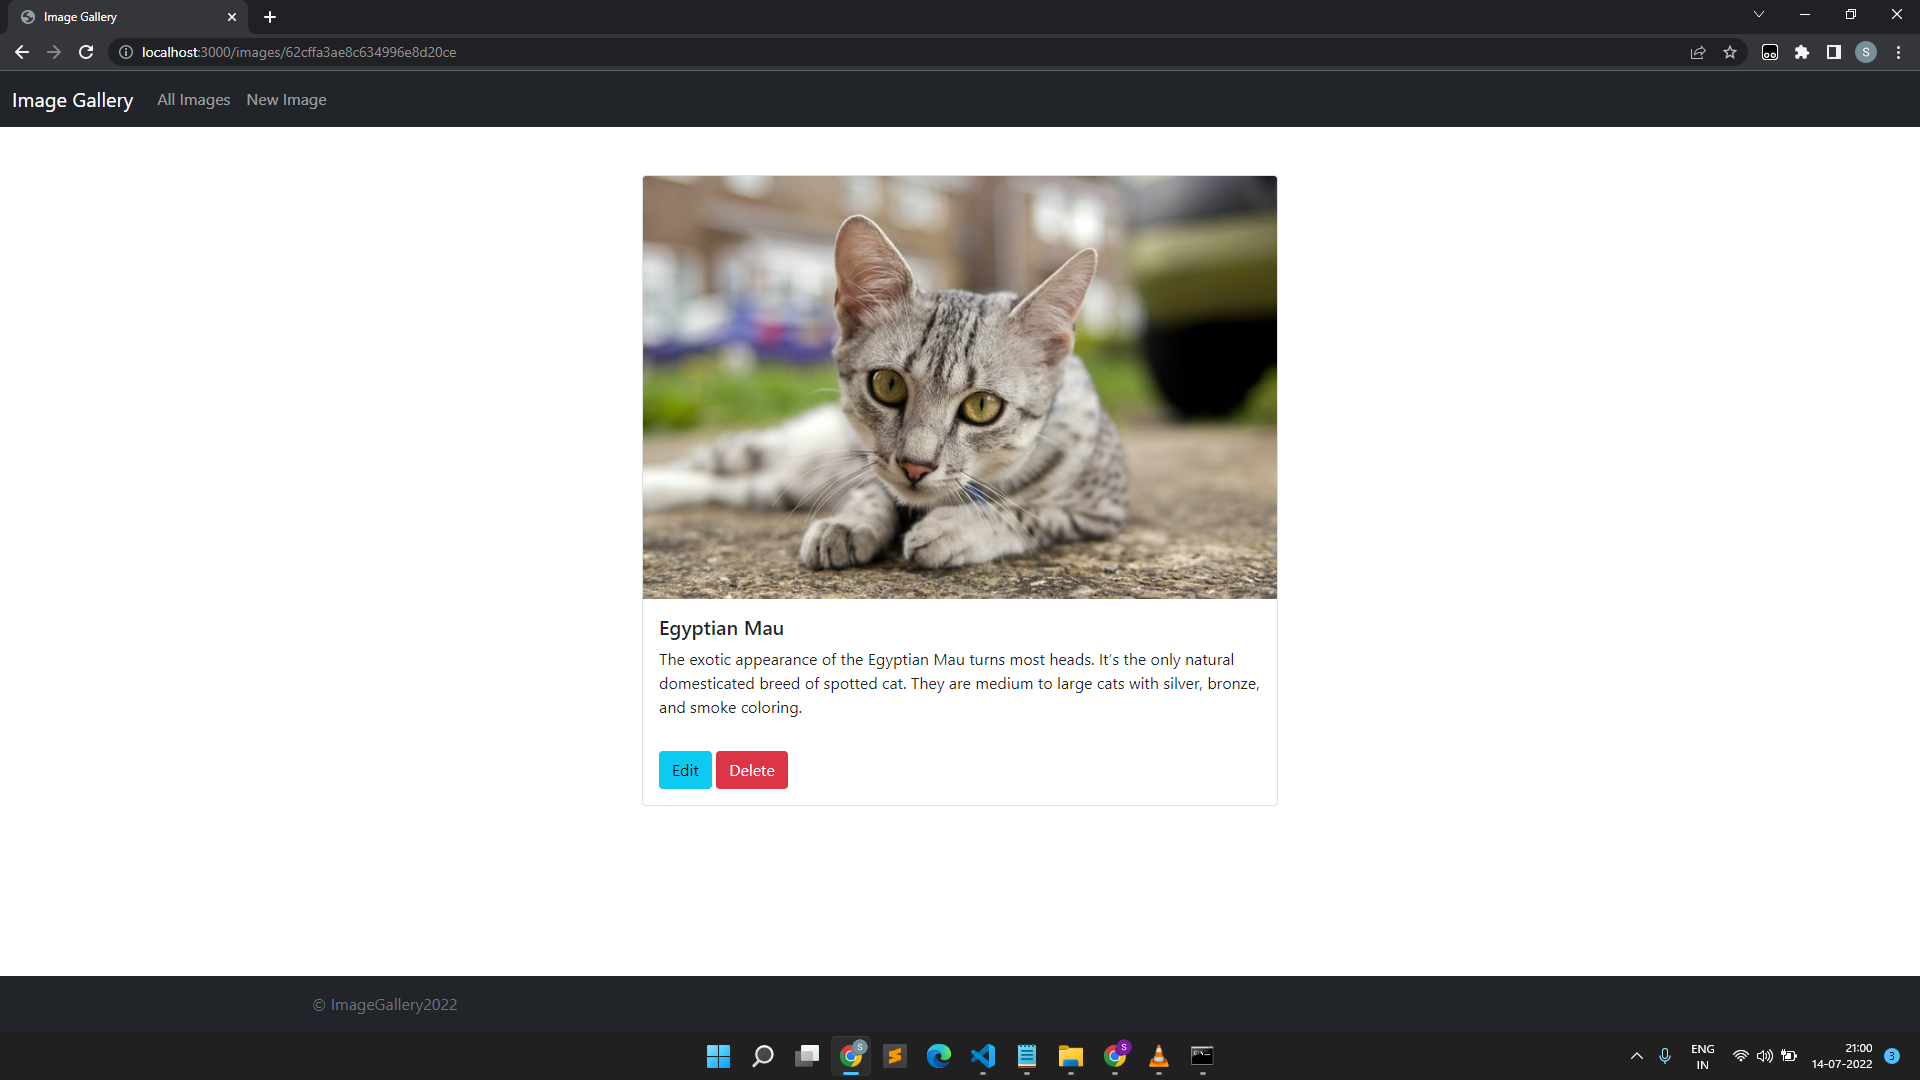 Image Gallery
localhost:3000/images/62cffa3ae8c634996e8d20ce
S
Image Gallery
All Images
New Image
Egyptian Mau
The exotic appearance of the Egyptian Mau turns most heads. It's the only natural
domesticated breed of spotted cat. They are medium to large cats with silver, bronze,
and smoke coloring.
Edit
Delete
© ImageGallery2022
S
S
ENG
IN
21:00
14-07-2022
3